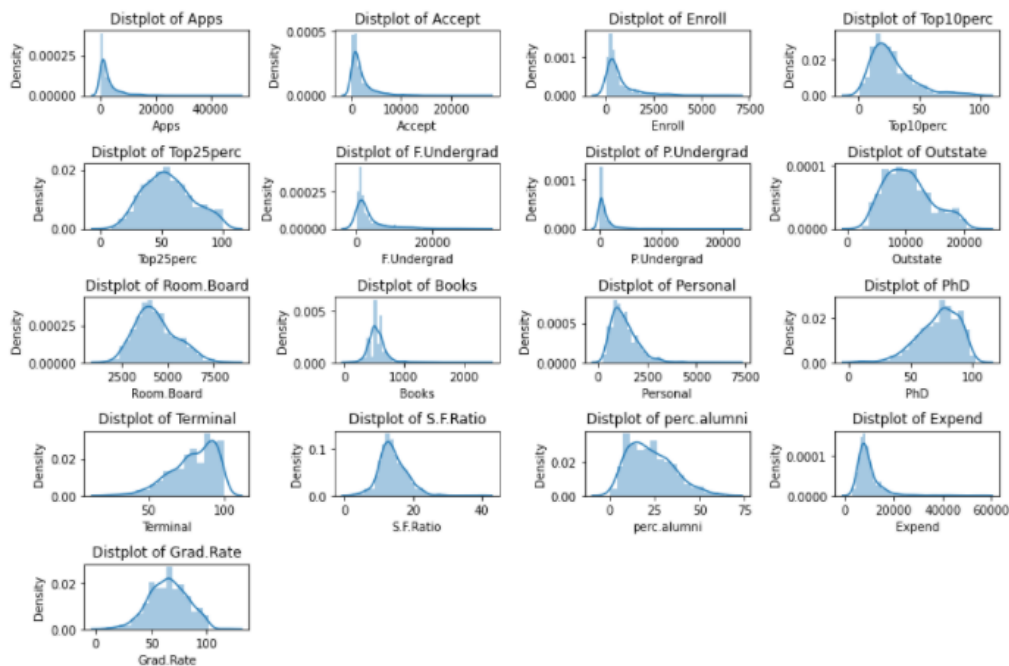 Distplot of Apps
Density
0.00025
0.00000
0 20000 40000
Apps
Distplot of Accept
Density
0.0005
0.0000
0 10000 20000
Accept
Distplot of Enroll
Density
0.001
0.000
0 2500 5000 7500
Enroll
Distplot of Top10perc
Density
0.02
0.00
0 50 100
Top10perc
Distplot of Top25perc
Density
0.02
0.00
0 50 100
Top25perc
Distplot of F.Undergrad
Density
0.00025
0.00000
0 20000
F.Undergrad
Distplot of P.Undergrad
Density
0.001
0.000
0 10000 20000
P.Undergrad
Distplot of Outstate
Density
0.0001
0.0000
0 10000 20000
Outstate
Distplot of Room.Board
Density
0.00025
0.00000
2500 5000 7500
Room.Board
Distplot of Books
Density
0.005
0.000
0 1000 2000
Books
Distplot of Personal
Density
0.0005
0.0000
0 2500 5000 7500
Personal
Distplot of PhD
Density
0.02
0.00
0 50 100
PhD
Distplot of Terminal
Density
0.02
0.00
50 100
Terminal
Distplot of S.F.Ratio
Density
0.1
0.0
0 20 40
S.F.Ratio
Distplot of perc.alumni
Density
0.02
0.00
0 25 50 75
perc.alumni
Distplot of Expend
Density
0.0001
0.0000
0 20000 40000 60000
Expend
Distplot of Grad.Rate
Density
0.02
0.00
0 50 100
Grad.Rate